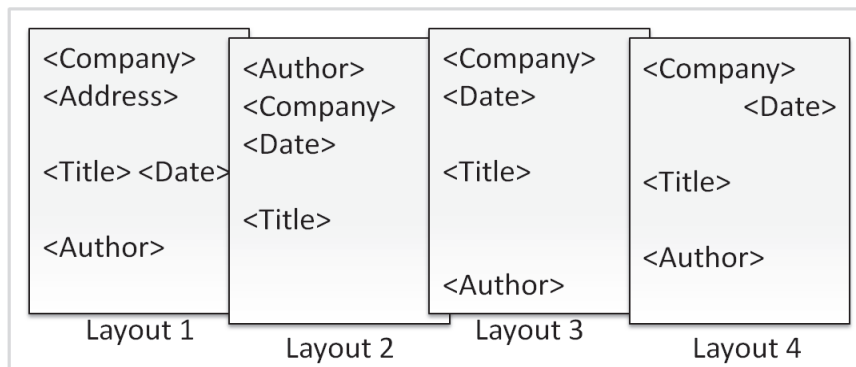 <Company>
<Address>
<Title> <Date>
<Author>
Layout 1
<Author>
<Company>
<Date>
<Title>
Layout 2
<Company>
<Date>
<Title>
<Author>
Layout 3
<Company>
<Date>
<Title>
<Author>
Layout 4